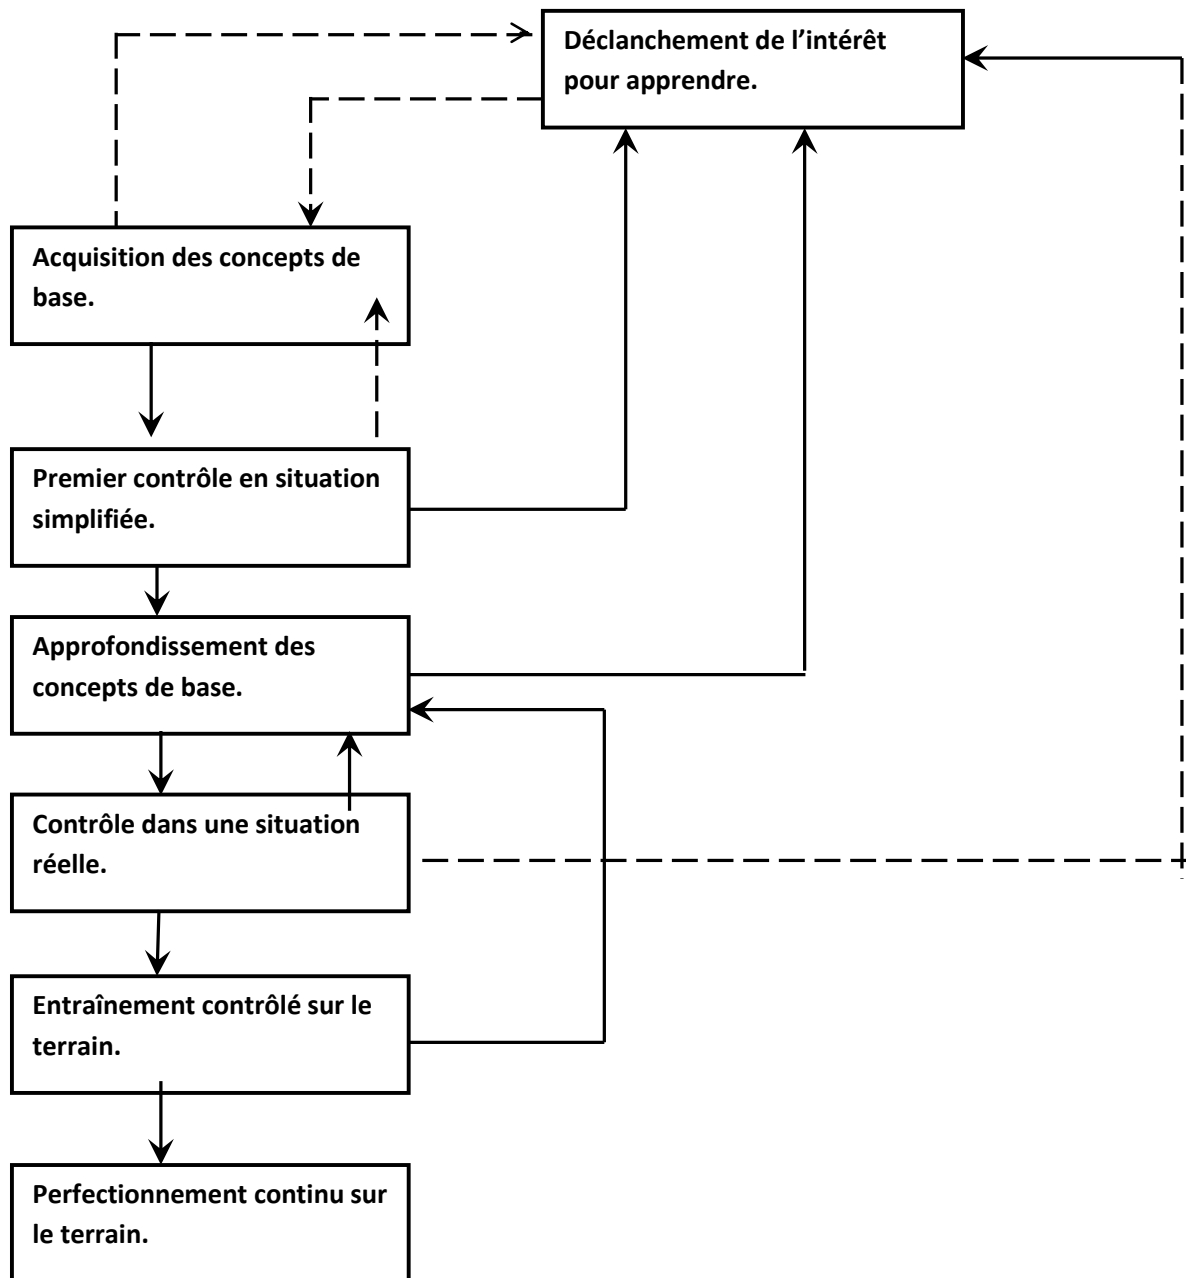 Déclanchement de l’intérêt
pour apprendre.
Acquisition des concepts de
base.
Premier contrôle en situation
simplifiée.
Approfondissement des
concepts de base.
Contrôle dans une situation
réelle.
Entraînement contrôlé sur le
terrain.
Perfectionnement continu sur
le terrain.